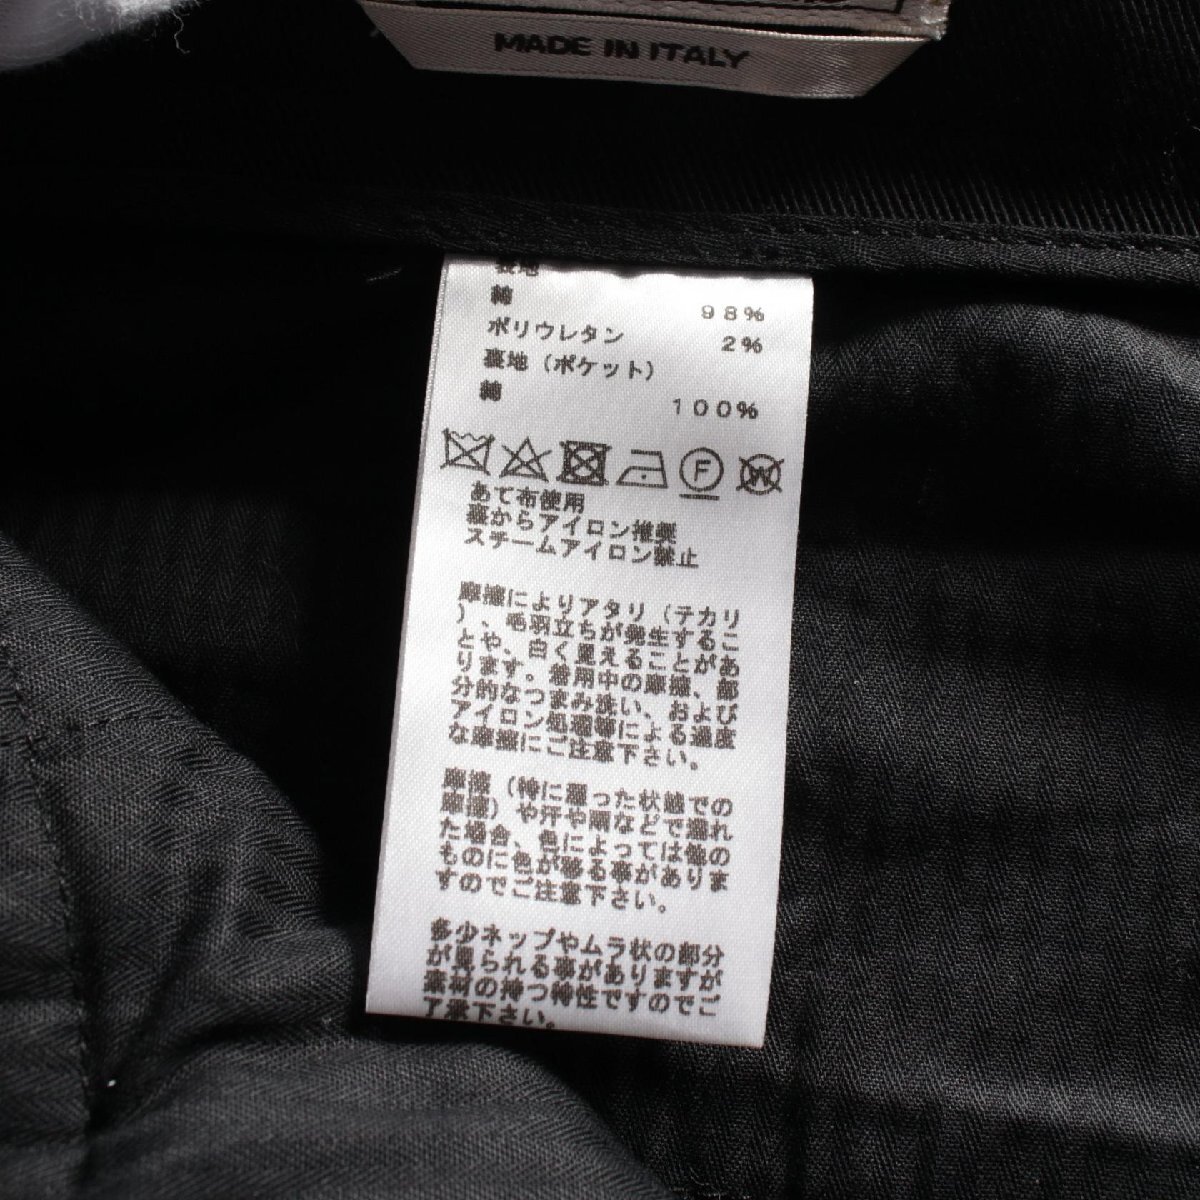 MADE IN ITALY
表地
綿 98%
ポリウレタン 2%
裏地(ポケット)
綿 100%
F W
あて布使用
裏からアイロン推奨
スチームアイロン禁止
摩擦によりアタリ(テカリ
)、毛羽立ちが発生するこ
とや、白く見えることがあ
ります。着用中の摩擦、部
分的なつまみ洗い、および
アイロン処理等による過度
な摩擦にご注意下さい。
摩擦(特に湿った状態での
摩擦)や汗や雨などで濡れ
た場合、色によっては他の
ものに色が移る事がありま
すのでご注意下さい。
多少ネップやムラ状の部分
が見られる事がありますが
素材の持つ特性ですのでご
了承下さい。